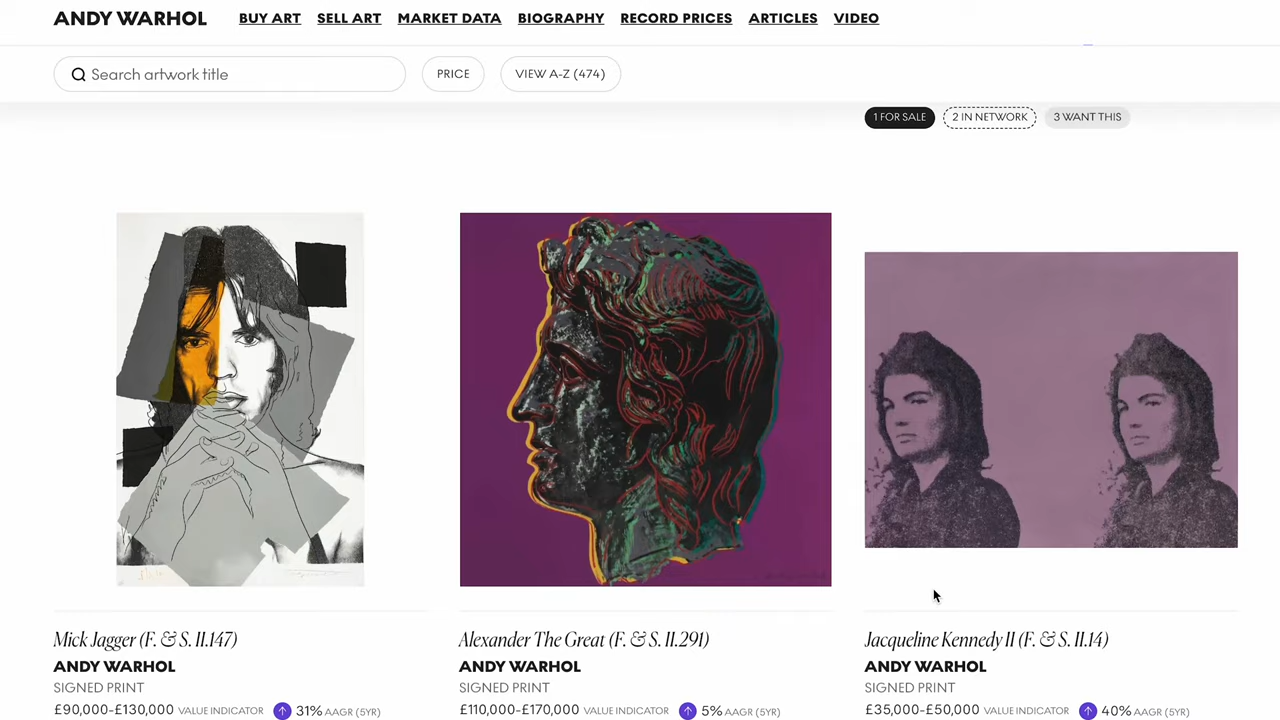 ANDY WARHOL BUY ART SELL ART MARKET DATA BIOGRAPHY RECORD PRICES ARTICLES VIDEO
Search artwork title PRICE VIEW A-Z (474)
1 FOR SALE 2 IN NETWORK 3 WANT THIS
Mick Jagger (F. & S. II.147)
ANDY WARHOL
SIGNED PRINT
£90,000-£130,000 VALUE INDICATOR 31% AAGR (5YR)
Alexander The Great (F. & S. II.291)
ANDY WARHOL
SIGNED PRINT
£110,000-£170,000 VALUE INDICATOR 5% AAGR (5YR)
Jacqueline Kennedy II (F. & S. II.14)
ANDY WARHOL
SIGNED PRINT
£35,000-£50,000 VALUE INDICATOR 40% AAGR (5YR)